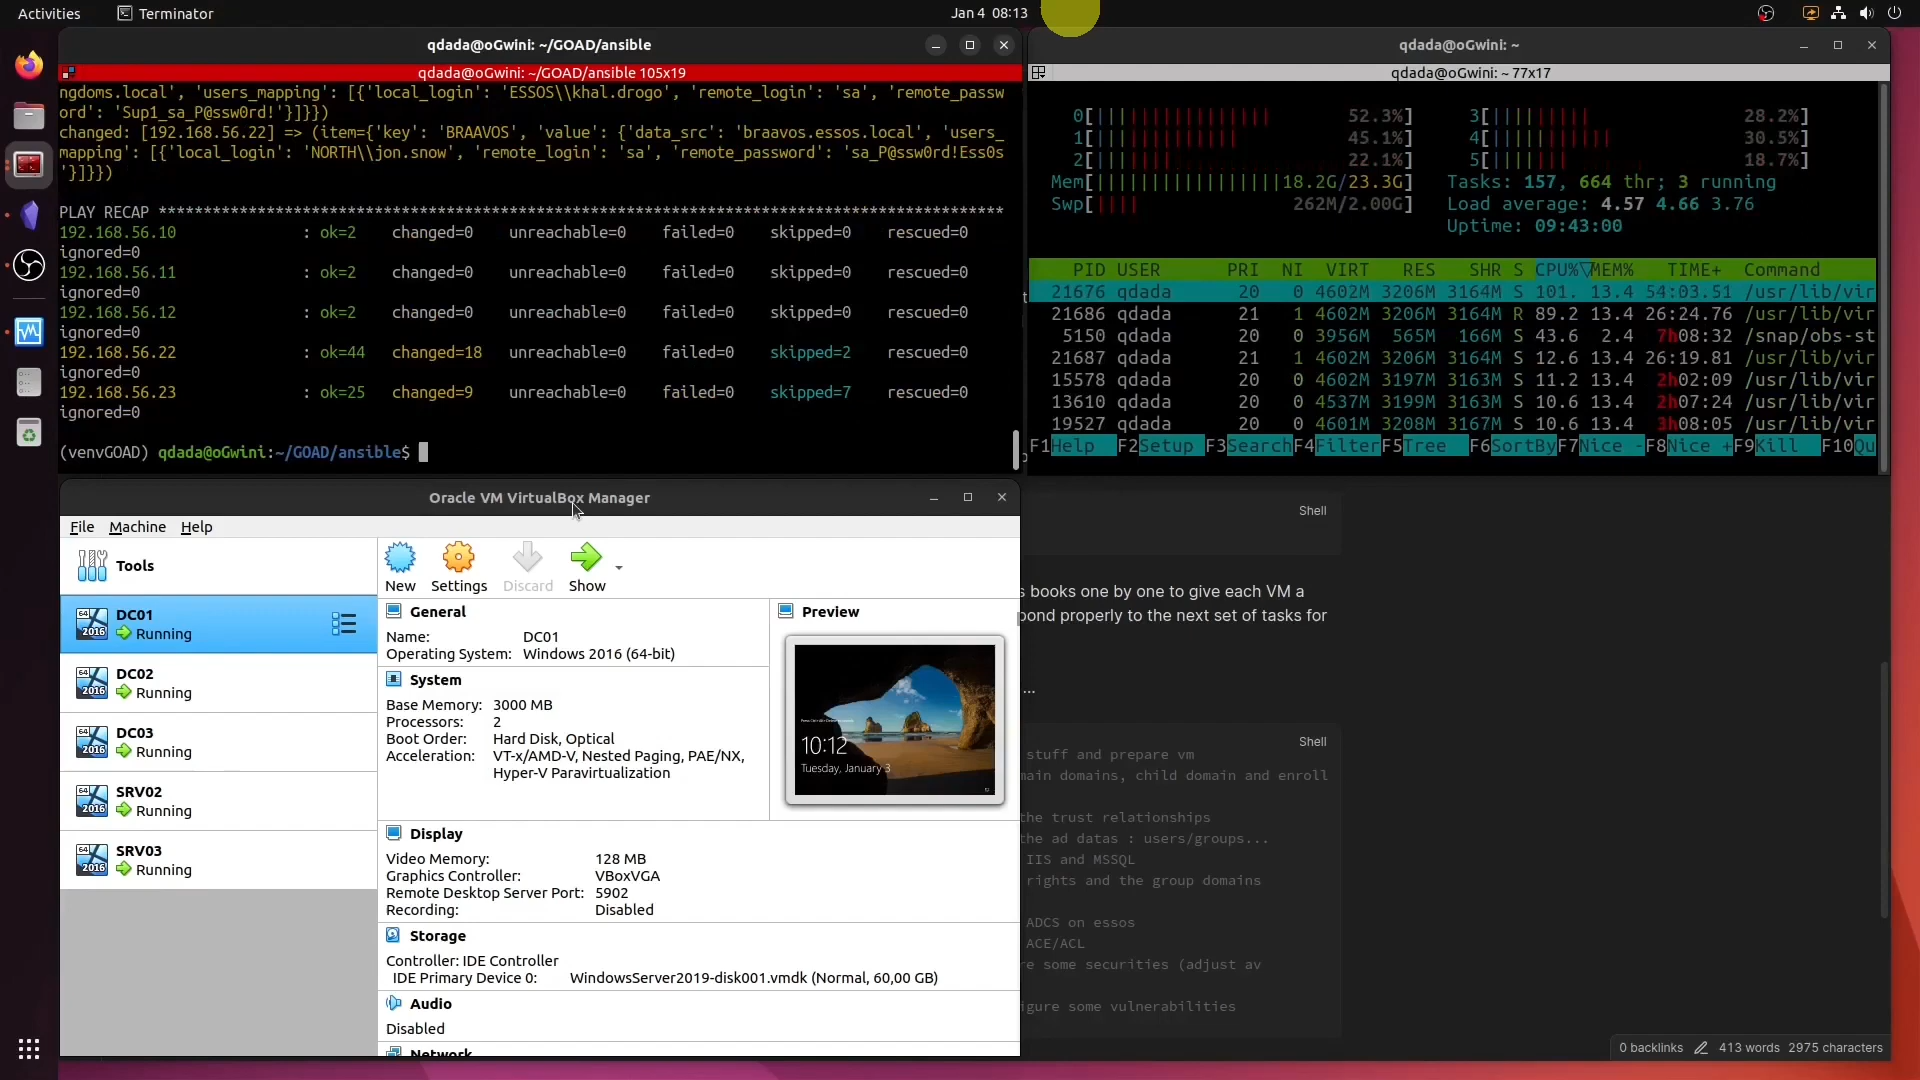 Activities
Terminator
Jan 4  08:13
qdada@oGwini: ~/GOAD/ansible
qdada@oGwini: ~/GOAD/ansible 105x19
ngdoms.local', 'users_mapping': [{'local_login': 'ESSOS\\khal.drogo', 'remote_login': 'sa', 'remote_passw
ord': 'Sup1_sa_P@ssw0rd!'}]}})
changed: [192.168.56.22] => (item={'key': 'BRAAVOS', 'value': {'data_src': 'braavos.essos.local', 'users_
mapping': [{'local_login': 'NORTH\\jon.snow', 'remote_login': 'sa', 'remote_password': 'sa_P@ssw0rd!Ess0s
'}]}})
PLAY RECAP *****************************************************************************************
192.168.56.10 : ok=2 changed=0 unreachable=0 failed=0 skipped=0 rescued=0
ignored=0
192.168.56.11 : ok=2 changed=0 unreachable=0 failed=0 skipped=0 rescued=0
ignored=0
192.168.56.12 : ok=2 changed=0 unreachable=0 failed=0 skipped=0 rescued=0
ignored=0
192.168.56.22 : ok=44 changed=18 unreachable=0 failed=0 skipped=2 rescued=0
ignored=0
192.168.56.23 : ok=25 changed=9 unreachable=0 failed=0 skipped=7 rescued=0
ignored=0
(venvGOAD) qdada@oGwini:~/GOAD/ansible$
qdada@oGwini: ~
qdada@oGwini: ~ 77x17
0[ 52.3%] 3[ 28.2%]
1[ 45.1%] 4[ 30.5%]
2[ 22.1%] 5[ 18.7%]
Mem[ 18.2G/23.3G] Tasks: 157, 664 thr; 3 running
Swp[ 262M/2.00G] Load average: 4.57 4.66 3.76
Uptime: 09:43:00
PID USER PRI NI VIRT RES SHR S CPU%▽MEM% TIME+ Command
21676 qdada 20 0 4602M 3206M 3164M S 101. 13.4 54:03.51 /usr/lib/vir
21686 qdada 21 1 4602M 3206M 3164M R 89.2 13.4 26:24.76 /usr/lib/vir
5150 qdada 20 0 3956M 565M 166M S 43.6 2.4 7h08:32 /snap/obs-st
21687 qdada 21 1 4602M 3206M 3164M S 12.6 13.4 26:19.81 /usr/lib/vir
15578 qdada 20 0 4602M 3197M 3163M S 11.2 13.4 2h02:09 /usr/lib/vir
13610 qdada 20 0 4537M 3199M 3163M S 10.6 13.4 2h07:24 /usr/lib/vir
19527 qdada 20 0 4601M 3208M 3167M S 10.6 13.4 3h08:05 /usr/lib/vir
F1Help F2Setup F3SearchF4FilterF5Tree F6SortByF7Nice -F8Nice +F9Kill F10Qu
Oracle VM VirtualBox Manager
File Machine Help
Tools
New Settings Discard Show
DC01
Running
DC02
Running
DC03
Running
SRV02
Running
SRV03
Running
64
2016
64
2016
64
2016
64
2016
64
2016
General
Name: DC01
Operating System: Windows 2016 (64-bit)
System
Base Memory: 3000 MB
Processors: 2
Boot Order: Hard Disk, Optical
Acceleration: VT-x/AMD-V, Nested Paging, PAE/NX,
Hyper-V Paravirtualization
Preview
10:12
Tuesday, January 3
Display
Video Memory: 128 MB
Graphics Controller: VBoxVGA
Remote Desktop Server Port: 5902
Recording: Disabled
Storage
Controller: IDE Controller
IDE Primary Device 0: WindowsServer2019-disk001.vmdk (Normal, 60,00 GB)
Audio
Disabled
Network
Shell
s books one by one to give each VM a
pond properly to the next set of tasks for
...
Shell
stuff and prepare vm
main domains, child domain and enroll
the trust relationships
the ad datas : users/groups...
IIS and MSSQL
rights and the group domains
ADCS on essos
ACE/ACL
re some securities (adjust av
igure some vulnerabilities
0 backlinks 413 words 2975 characters